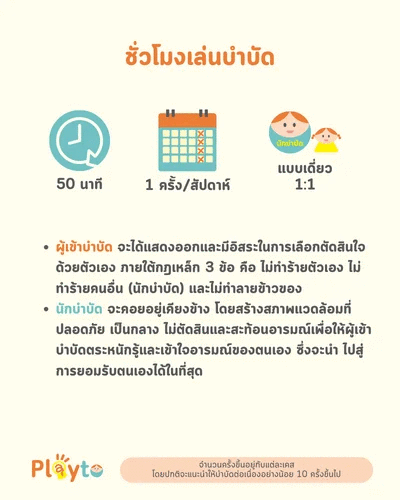 ชั่วโมงเล่นบำบัด
นักบำบัด
50 นาที
1 ครั้ง/สัปดาห์
แบบเดี่ยว
1:1
• ผู้เข้าบำบัด จะได้แสดงออกและมีอิสระในการเลือกตัดสินใจ
ด้วยตัวเอง ภายใต้กฎเหล็ก 3 ข้อ คือ ไม่ทำร้ายตัวเอง ไม่
ทำร้ายคนอื่น (นักบำบัด) และไม่ทำลายข้าวของ
• นักบำบัด จะคอยอยู่เคียงข้าง โดยสร้างสภาพแวดล้อมที่
ปลอดภัย เป็นกลาง ไม่ตัดสินและสะท้อนอารมณ์เพื่อให้ผู้เข้า
บำบัดตระหนักรู้และเข้าใจอารมณ์ของตนเอง ซึ่งจะนำ ไปสู่
การยอมรับตนเองได้ในที่สุด
Playto
จำนวนครั้งขึ้นอยู่กับแต่ละเคส
โดยปกติจะแนะนำให้บำบัดต่อเนื่องอย่างน้อย 10 ครั้งขึ้นไป